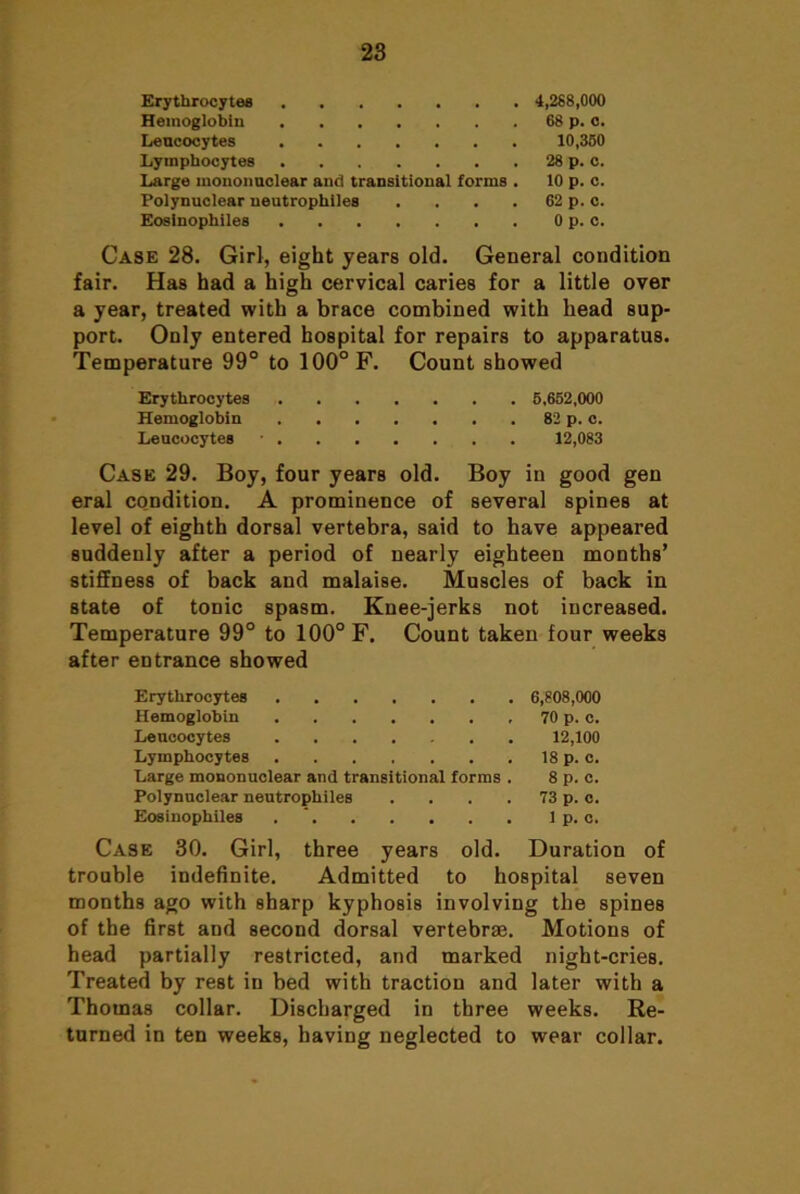 23
Erythrocytes . . . . . . . 4,288,000
Hemoglobin . . . . . . . 68 p. c.
Leucocytes . . . . . . . 10,350
Lymphocytes . . . . . . . 28 p. c.
Large mononuclear and transitional forms . 10 p. c.
Polynuclear neutrophiles . . . . 62 p. c.
Eosinophiles . . . . . . . 0 p. c.
Case 28. Girl, eight years old. General condition
fair. Has had a high cervical caries for a little over
a year, treated with a brace combined with head sup-
port. Only entered hospital for repairs to apparatus.
Temperature 99° to 100° F. Count showed
Erythrocytes . . . . . . . 5,652,000
Hemoglobin . . . . . . . 82 p. c.
Leucocytes . . . . . . . 12,083
Case 29. Boy, four years old. Boy in good gen
eral condition. A prominence of several spines at
level of eighth dorsal vertebra, said to have appeared
suddenly after a period of nearly eighteen months'
stiffness of back and malaise. Muscles of back in
state of tonic spasm. Knee-jerks not increased.
Temperature 99° to 100° F. Count taken four weeks
after entrance showed
Erythrocytes . . . . . . . 6,808,000
Hemoglobin . . . . . . . 70 p. c.
Leucocytes . . . . . . . 12,100
Lymphocytes . . . . . . . 18 p. c.
Large mononuclear and transitional forms . 8 p. c.
Polynuclear neutrophiles . . . . 73 p. c.
Eosinophiles . . . . . . . 1 p. c.
Case 30. Girl, three years old. Duration of
trouble indefinite. Admitted to hospital seven
months ago with sharp kyphosis involving the spines
of the first and second dorsal vertebræ. Motions of
head partially restricted, and marked night-cries.
Treated by rest in bed with traction and later with a
Thomas collar. Discharged in three weeks. Re-
turned in ten weeks, having neglected to wear collar.